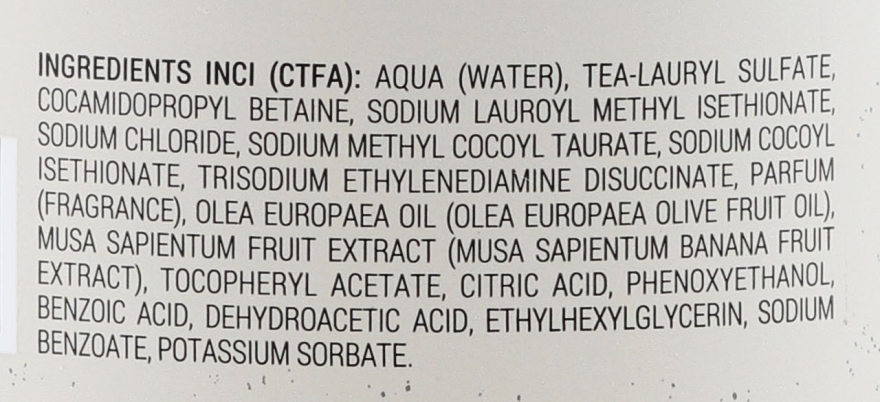 INGREDIENTS INCI (CTFA): AQUA (WATER), TEA-LAURYL SULFATE,
COCAMIDOPROPYL BETAINE, SODIUM LAUROYL METHYL ISETHIONATE,
SODIUM CHLORIDE, SODIUM METHYL COCOYL TAURATE, SODIUM COCOYL
ISETHIONATE, TRISODIUM ETHYLENEDIAMINE DISUCCINATE, PARFUM
(FRAGRANCE), OLEA EUROPAEA OIL (OLEA EUROPAEA OLIVE FRUIT OIL),
MUSA SAPIENTUM FRUIT EXTRACT (MUSA SAPIENTUM BANANA FRUIT
EXTRACT), TOCOPHERYL ACETATE, CITRIC ACID, PHENOXYETHANOL,
BENZOIC ACID, DEHYDROACETIC ACID, ETHYLHEXYLGLYCERIN, SODIUM
BENZOATE, POTASSIUM SORBATE.